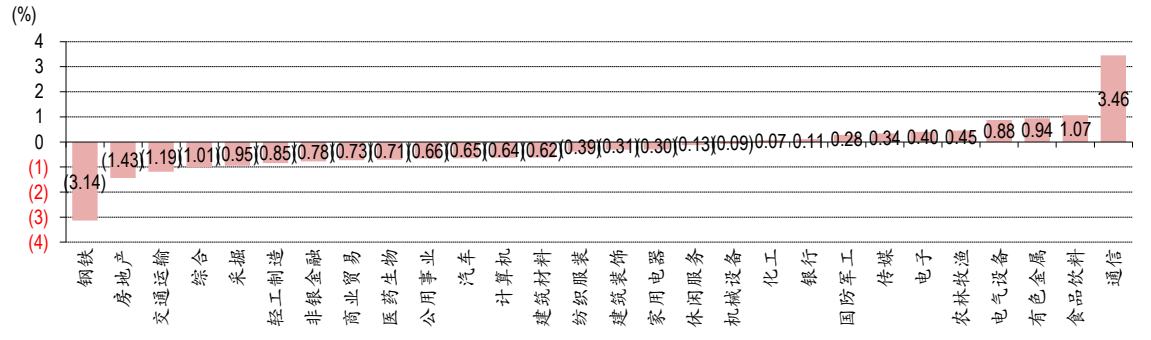 (%)
4
3
2
1
0
(1)
(2)
(3)
(4)
(3.14) (1.43) (1.19) (1.01) (0.95) (0.85) (0.78) (0.73) (0.71) (0.66) (0.65) (0.64) (0.62) (0.39) (0.31) (0.30) (0.13) (0.09) 0.07 0.11 0.28 0.34 0.40 0.45 0.88 0.94 1.07 3.46
钢铁
房地产
交通运输
综合
采掘
轻工制造
非银金融
商业贸易
医药生物
公用事业
汽车
计算机
建筑材料
纺织服装
建筑装饰
家用电器
休闲服务
机械设备
化工
银行
国防军工
传媒
电子
农林牧渔
电气设备
有色金属
食品饮料
通信